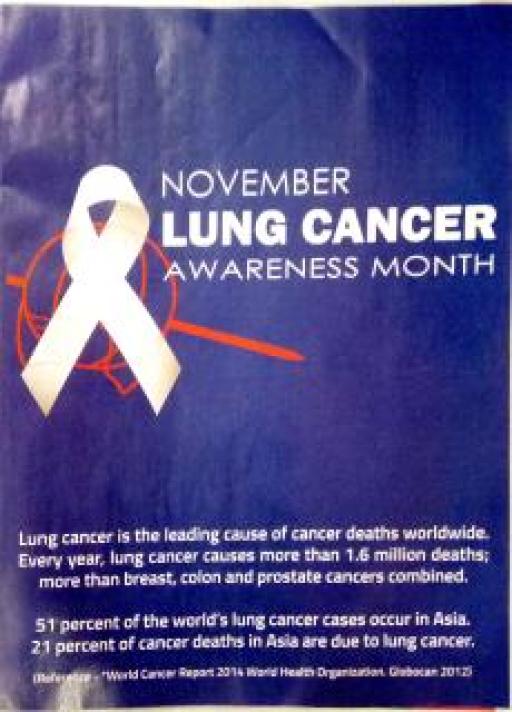 NOVEMBER
LUNG CANCER
AWARENESS MONTH
Lung cancer is the leading cause of cancer deaths worldwide.
Every year, lung cancer causes more than 1.6 million deaths;
more than breast, colon and prostate cancers combined.
51 percent of the world's lung cancer cases occur in Asia.
21 percent of cancer deaths in Asia are due to lung cancer.
(Reference - "World Cancer Report 2014 World Health Organization. Globocan 2012)